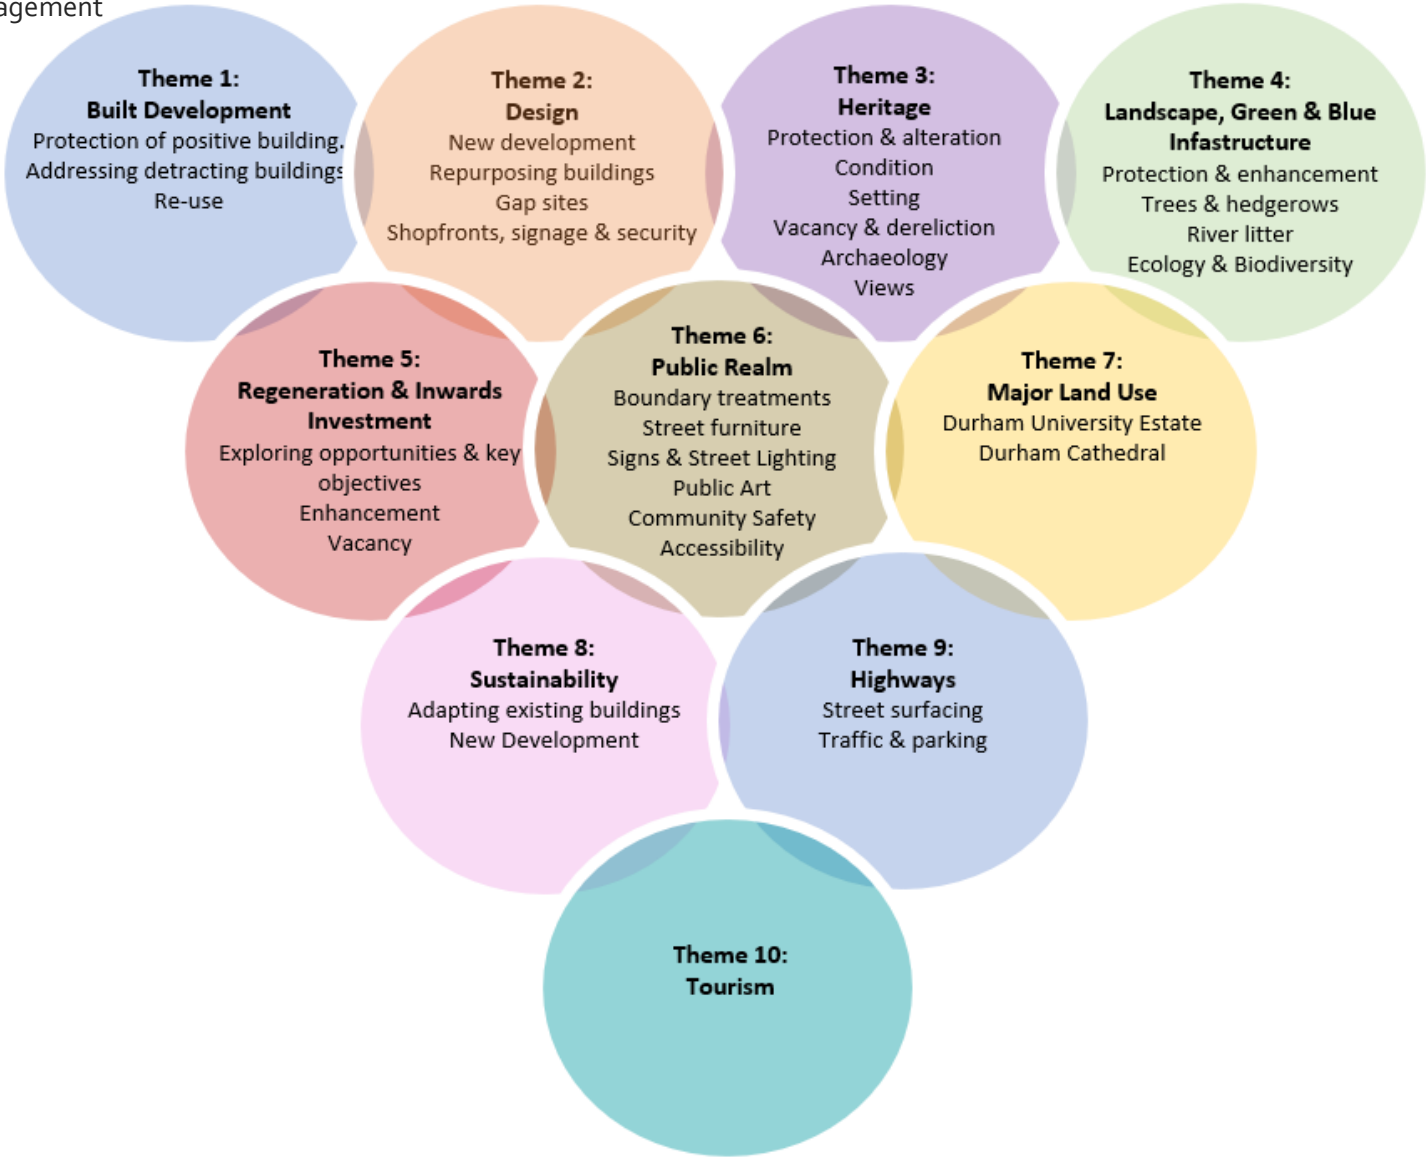 agement
Theme 1:
Built Development
Protection of positive building.
Addressing detracting buildings
Re-use
Theme 2:
Design
New development
Repurposing buildings
Gap sites
Shopfronts, signage & security
Theme 3:
Heritage
Protection & alteration
Condition
Setting
Vacancy & dereliction
Archaeology
Views
Theme 4:
Landscape, Green & Blue
Infastructure
Protection & enhancement
Trees & hedgerows
River litter
Ecology & Biodiversity
Theme 5:
Regeneration & Inwards
Investment
Exploring opportunities & key
objectives
Enhancement
Vacancy
Theme 6:
Public Realm
Boundary treatments
Street furniture
Signs & Street Lighting
Public Art
Community Safety
Accessibility
Theme 7:
Major Land Use
Durham University Estate
Durham Cathedral
Theme 8:
Sustainability
Adapting existing buildings
New Development
Theme 9:
Highways
Street surfacing
Traffic & parking
Theme 10:
Tourism